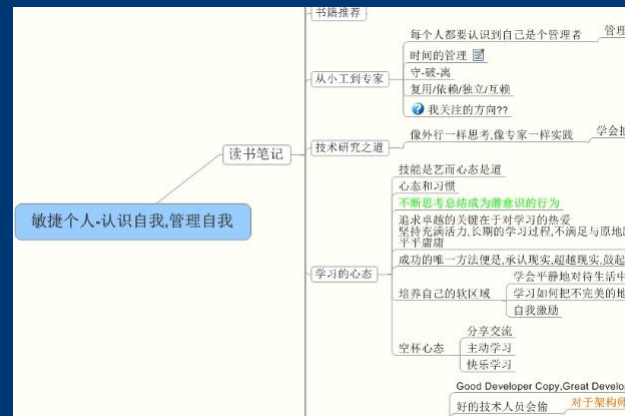 书籍推荐
每个人都要认识到自己是个管理者
管理
时间的管理
从小工到专家
守-破-离
复用/依赖/独立/互赖
我关注的方向??
读书笔记
技术研究之道
像外行一样思考,像专家一样实践
学会
敏捷个人-认识自我,管理自我
技能是艺而心态是道
心态和习惯
不断思考总结成为潜意识的行为
追求卓越的关键在于对学习的热爱
坚持充满活力,长期的学习过程,不满足与原地
平平庸庸
学习的心态
成功的唯一方法便是,承认现实,超越现实,鼓起
培养自己的软区域
学会平静地对待生活中
学习如何把不完美的地
自我激励
空杯心态
分享交流
主动学习
快乐学习
Good Developer Copy,Great Develo
好的技术人员会偷
对于架构师